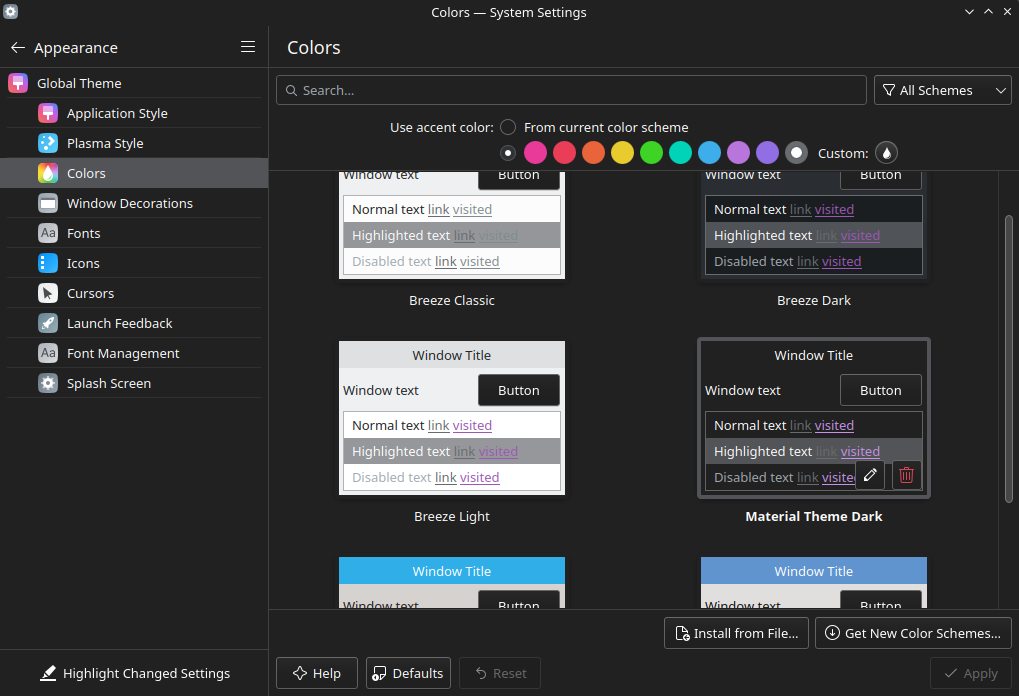 Colors — System Settings
Appearance
Colors
Global Theme
Application Style
Plasma Style
Colors
Window Decorations
Aa Fonts
Icons
Cursors
Launch Feedback
Aa Font Management
Splash Screen
Highlight Changed Settings
Search...
All Schemes
Use accent color: From current color scheme
Custom:
Window text Button
Normal text link visited
Highlighted text link visited
Disabled text link visited
Breeze Classic
Window text Button
Normal text link visited
Highlighted text link visited
Disabled text link visited
Breeze Dark
Window Title
Window text Button
Normal text link visited
Highlighted text link visited
Disabled text link visited
Breeze Light
Window Title
Window text Button
Normal text link visited
Highlighted text link visited
Disabled text link visited
Material Theme Dark
Window Title
Window text Button
Window Title
Window text Button
Install from File...
Get New Color Schemes...
Help
Defaults
Reset
Apply